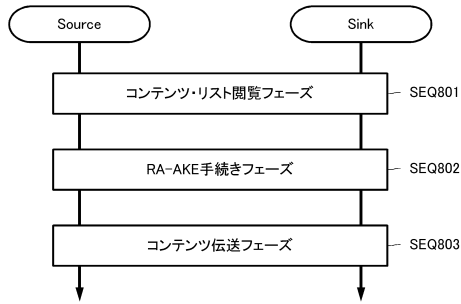 Source
Sink
コンテンツ・リスト閲覧フェーズ
SEQ801
RA-AKE手続きフェーズ
SEQ802
コンテンツ伝送フェーズ
SEQ803